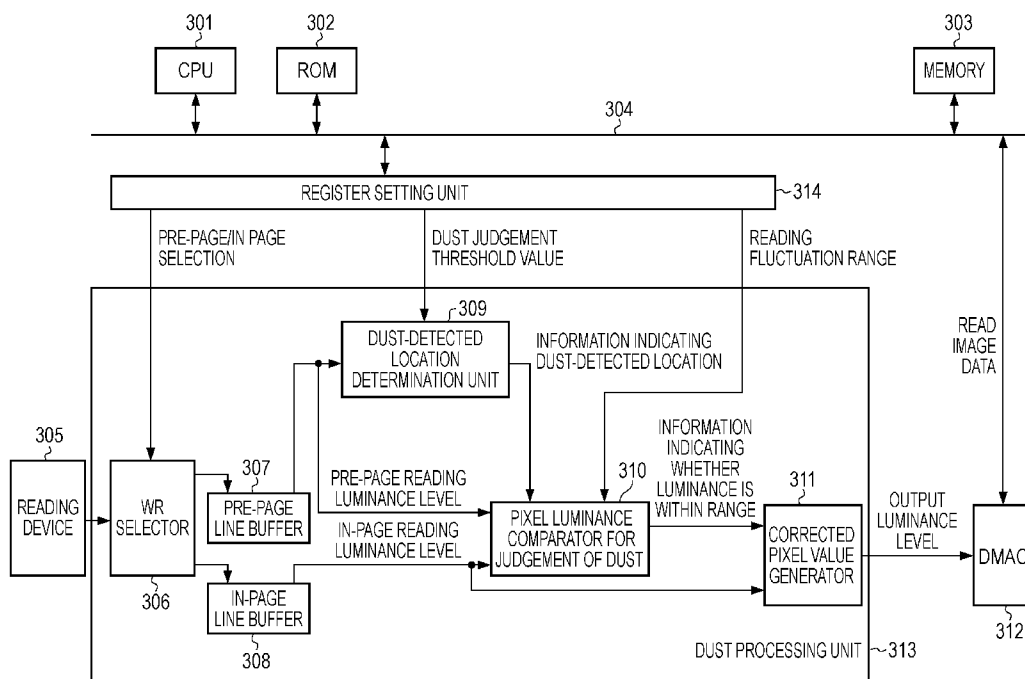 301
302
303
CPU
ROM
MEMORY
304
REGISTER SETTING UNIT
314
PRE-PAGE/IN PAGE
SELECTION
DUST JUDGEMENT
THRESHOLD VALUE
READING
FLUCTUATION RANGE
309
DUST-DETECTED
LOCATION
DETERMINATION UNIT
INFORMATION INDICATING
DUST-DETECTED LOCATION
READ
IMAGE
DATA
305
READING
DEVICE
WR
SELECTOR
306
307
PRE-PAGE
LINE BUFFER
PRE-PAGE READING
LUMINANCE LEVEL
IN-PAGE READING
LUMINANCE LEVEL
IN-PAGE
LINE BUFFER
308
310
PIXEL LUMINANCE
COMPARATOR FOR
JUDGEMENT OF DUST
INFORMATION
INDICATING
WHETHER
LUMINANCE IS
WITHIN RANGE
311
CORRECTED
PIXEL VALUE
GENERATOR
OUTPUT
LUMINANCE
LEVEL
DMAC
312
DUST PROCESSING UNIT
313